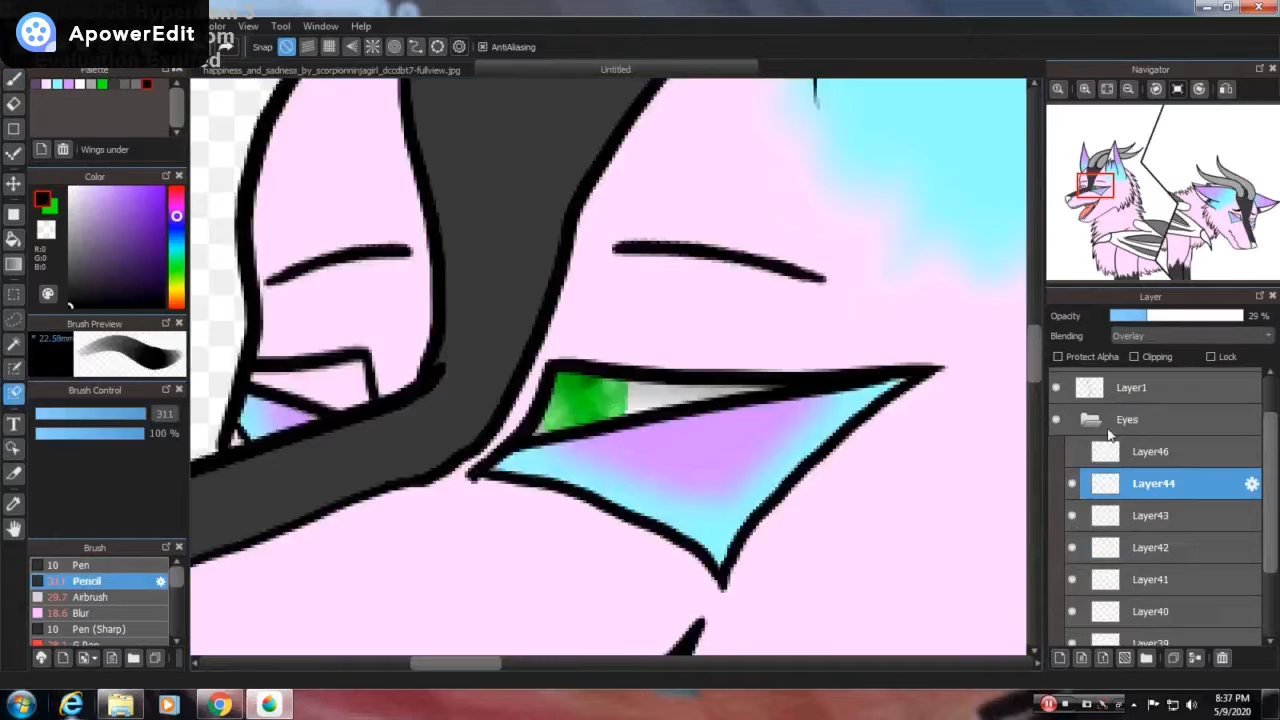 ApowerEdit
Color View Tool Window Help
Snap AntiAliasing
happiness_and_sadness_by_scorpionninjagirl_dccdbt7-fullview.jpg Untitled
Palette
Wings under
Color
R:0
G:0
B:0
Brush Preview
* 22.58mm
Brush Control
311
100 %
Brush
10 Pen
311 Pencil
29.7 Airbrush
18.6 Blur
10 Pen (Sharp)
G Pen
Navigator
Layer
Opacity 29 %
Blending Overlay
Protect Alpha Clipping Lock
Layer1
Eyes
Layer46
Layer44
Layer43
Layer42
Layer41
Layer40
Layer39
8:37 PM
5/9/2020